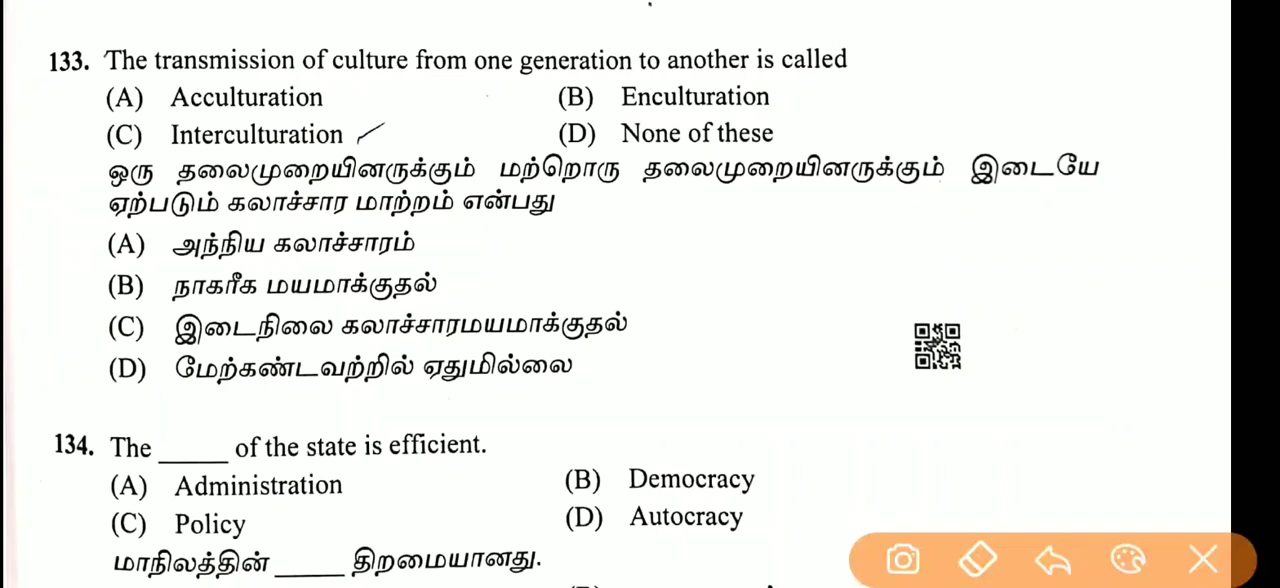 133. The transmission of culture from one generation to another is called
(A) Acculturation (B) Enculturation
(C) Interculturation (D) None of these
ஒரு தலைமுறையினருக்கும் மற்றொரு தலைமுறையினருக்கும் இடையே
ஏற்படும் கலாச்சார மாற்றம் என்பது
(A) அந்நிய கலாச்சாரம்
(B) நாகரீக மயமாக்குதல்
(C) இடைநிலை கலாச்சாரமயமாக்குதல்
(D) மேற்கண்டவற்றில் ஏதுமில்லை
134. The _____ of the state is efficient.
(A) Administration (B) Democracy
(C) Policy (D) Autocracy
மாநிலத்தின் _____ திறமையானது.